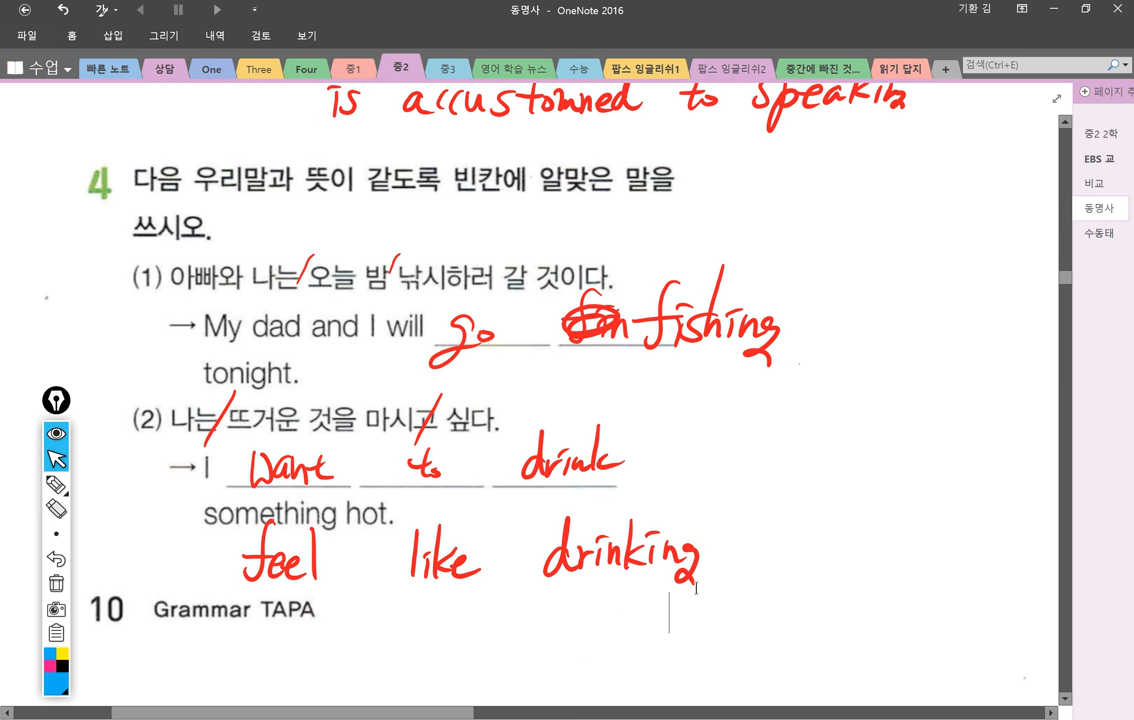 동명사 - OneNote 2016
기환 김
파일 홈 삽입 그리기 내역 검토 보기
수업 빠른 노트 상담 One Three Four 중1 중2 중3 영어 학습 뉴스 수능 팝스 잉글리쉬1 팝스 잉글리쉬2 중간에 빠진 것... 읽기 답지 + 검색(Ctrl+E)
페이지 추
중2 2학
EBS 교
비교
동명사
수동태
is accustomned to speakin
4 다음 우리말과 뜻이 같도록 빈칸에 알맞은 말을
쓰시오.
(1) 아빠와 나는 오늘 밤 낚시하러 갈 것이다.
→ My dad and I will go fishing
tonight.
(2) 나는 뜨거운 것을 마시고 싶다.
→ I want to drink
something hot.
feel like drinking
10 Grammar TAPA